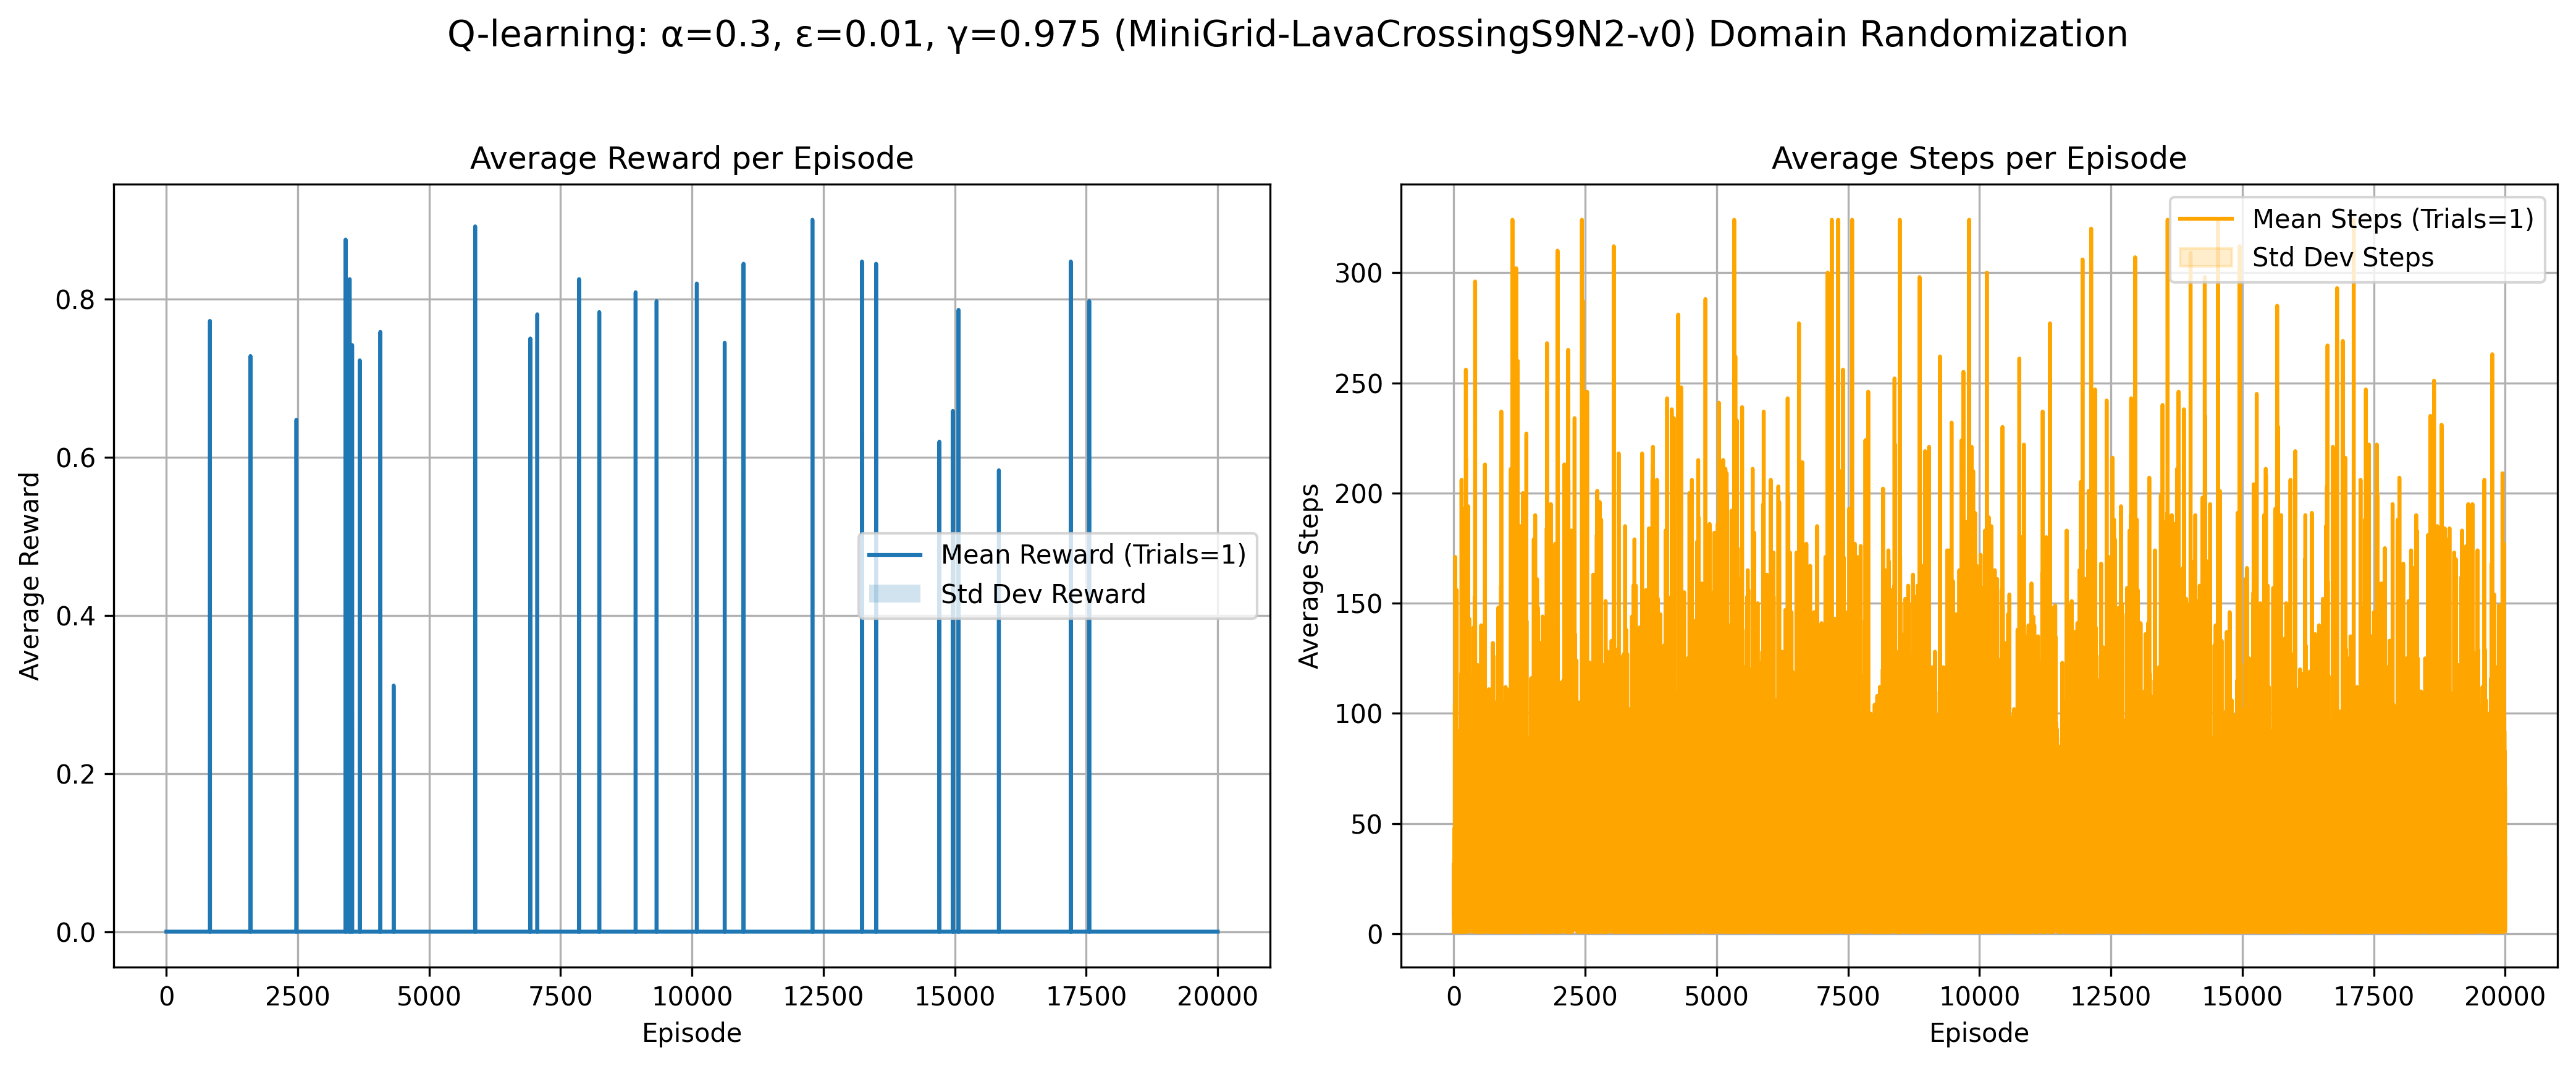 Q-learning: α=0.3, ε=0.01, γ=0.975 (MiniGrid-LavaCrossingS9N2-v0) Domain Randomization
Average Reward per Episode
Average Reward
0.8
0.6
0.4
0.2
0.0
Mean Reward (Trials=1)
Std Dev Reward
0 2500 5000 7500 10000 12500 15000 17500 20000
Episode
Average Steps per Episode
Average Steps
300
250
200
150
100
50
0
Mean Steps (Trials=1)
Std Dev Steps
0 2500 5000 7500 10000 12500 15000 17500 20000
Episode